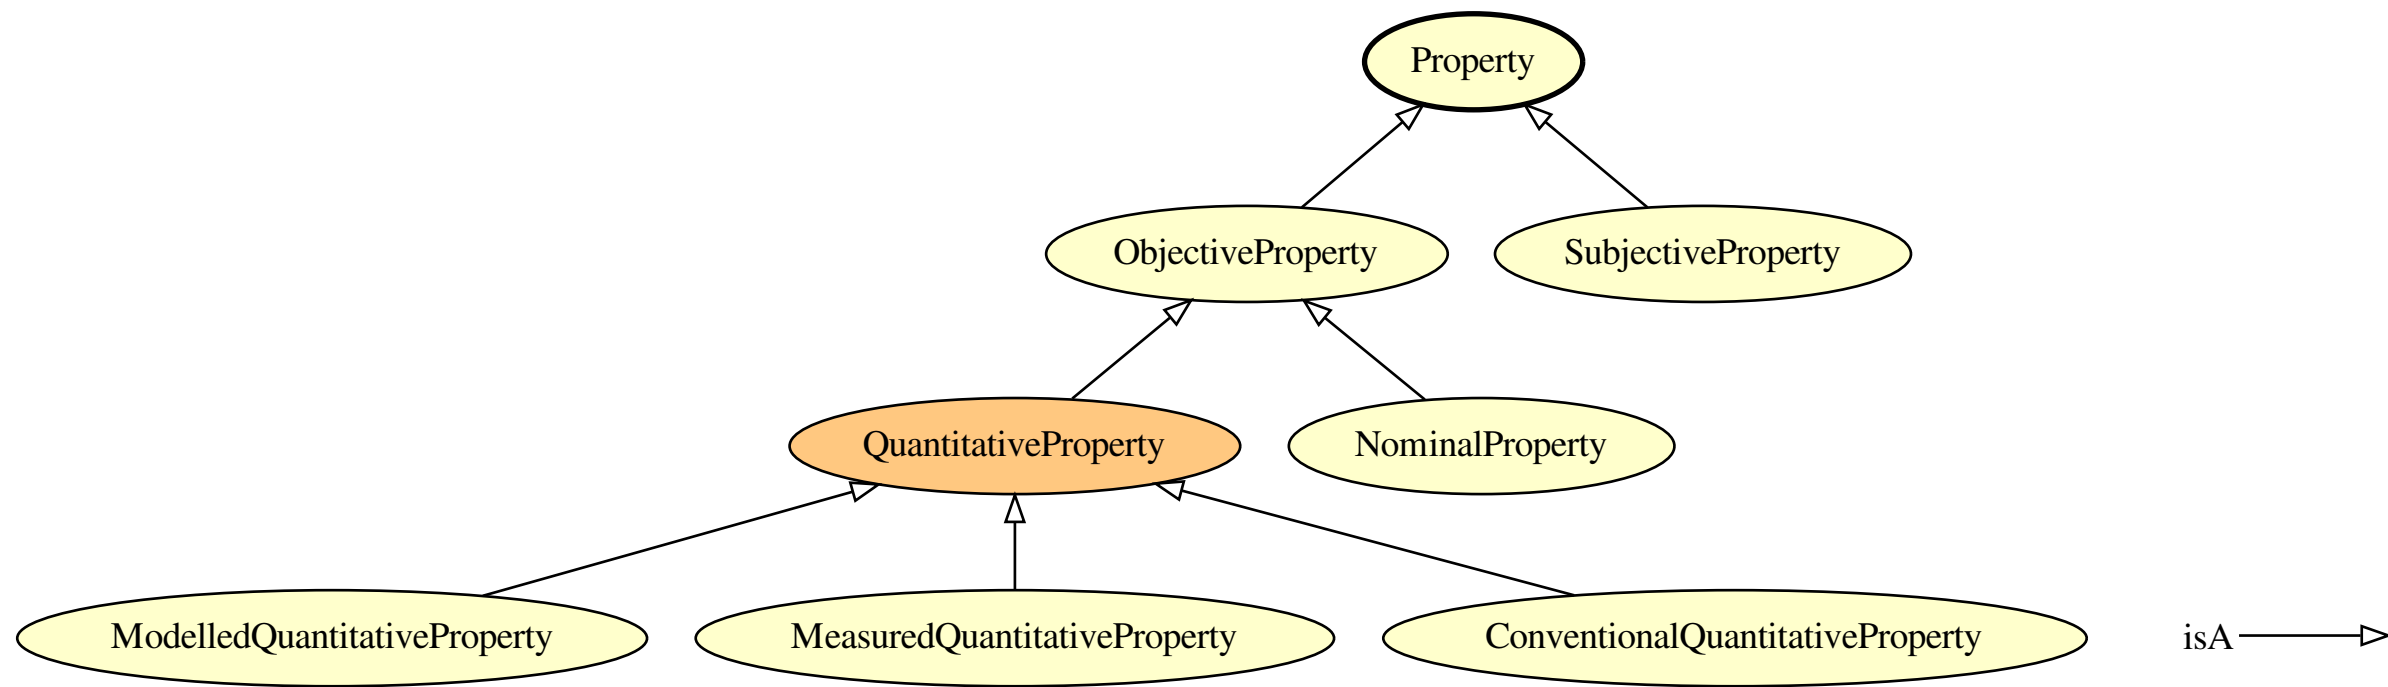 Property
ObjectiveProperty
SubjectiveProperty
QuantitativeProperty
NominalProperty
ModelledQuantitativeProperty
MeasuredQuantitativeProperty
ConventionalQuantitativeProperty
isA